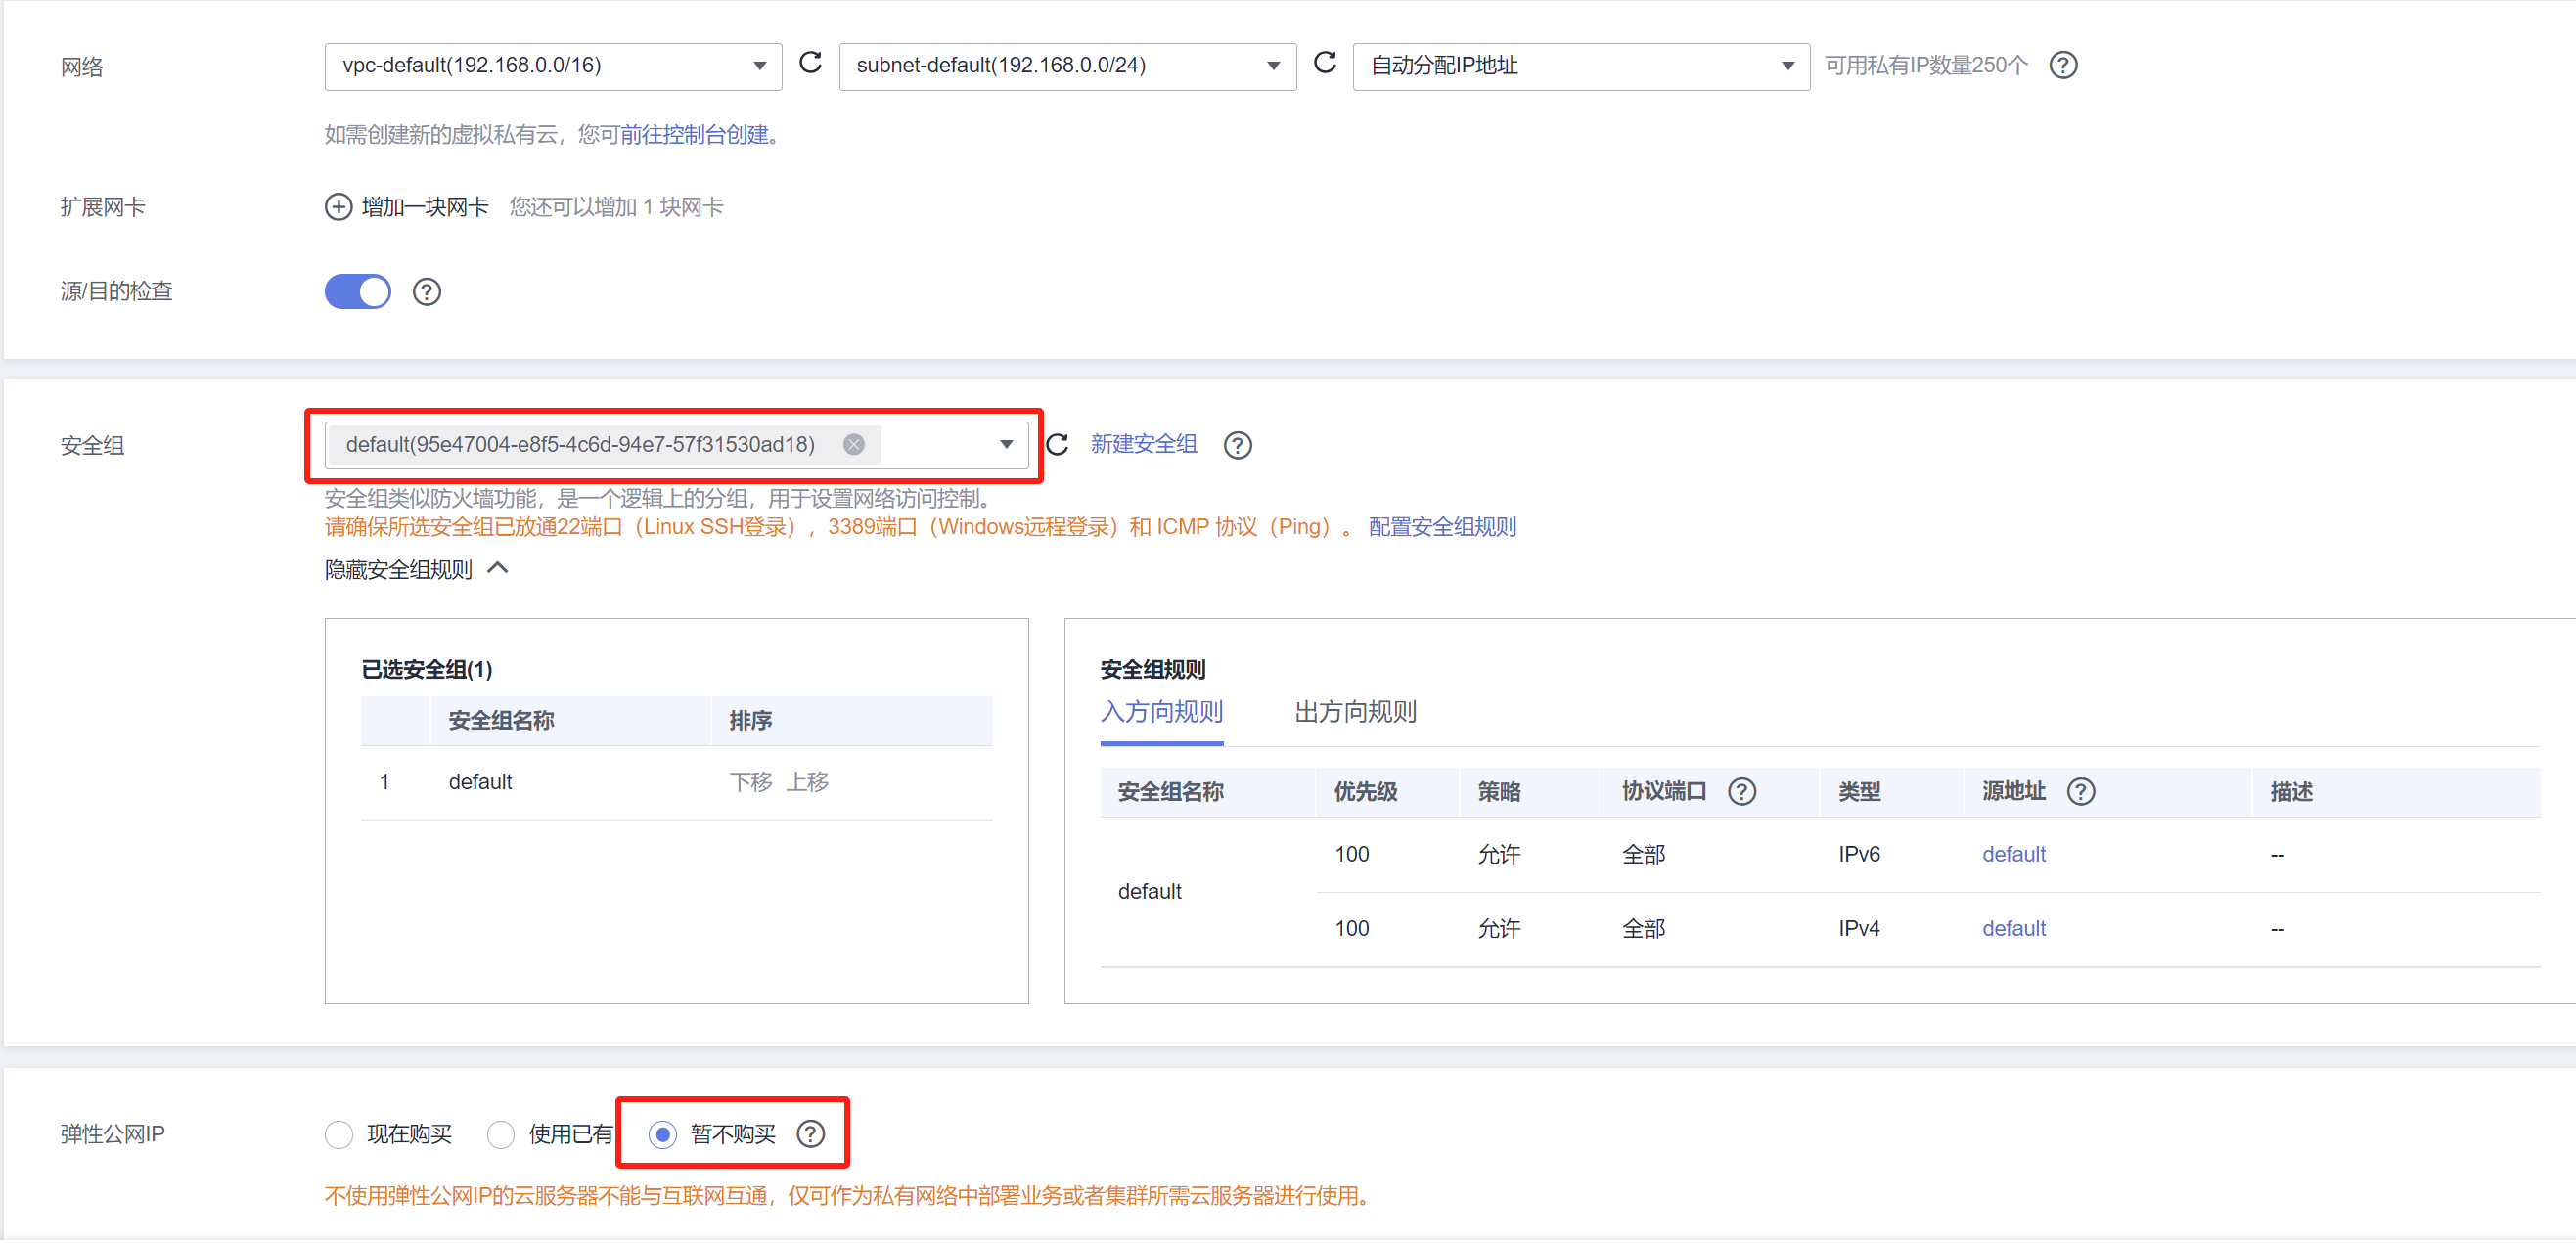 网络 vpc-default(192.168.0.0/16) subnet-default(192.168.0.0/24) 自动分配IP地址 可用私有IP数量250个
如需创建新的虚拟私有云，您可前往控制台创建。
扩展网卡 增加一块网卡 您还可以增加 1 块网卡
源/目的检查
安全组 default(95e47004-e8f5-4c6d-94e7-57f31530ad18) 新建安全组
安全组类似防火墙功能，是一个逻辑上的分组，用于设置网络访问控制。
请确保所选安全组已放通22端口（Linux SSH登录），3389端口（Windows远程登录）和 ICMP 协议（Ping）。 配置安全组规则
隐藏安全组规则
已选安全组(1)
安全组名称 排序
1 default 下移 上移
安全组规则
入方向规则 出方向规则
安全组名称 优先级 策略 协议端口 类型 源地址 描述
default
100 允许 全部 IPv6 default --
100 允许 全部 IPv4 default --
弹性公网IP 现在购买 使用已有 暂不购买
不使用弹性公网IP的云服务器不能与互联网互通，仅可作为私有网络中部署业务或者集群所需云服务器进行使用。